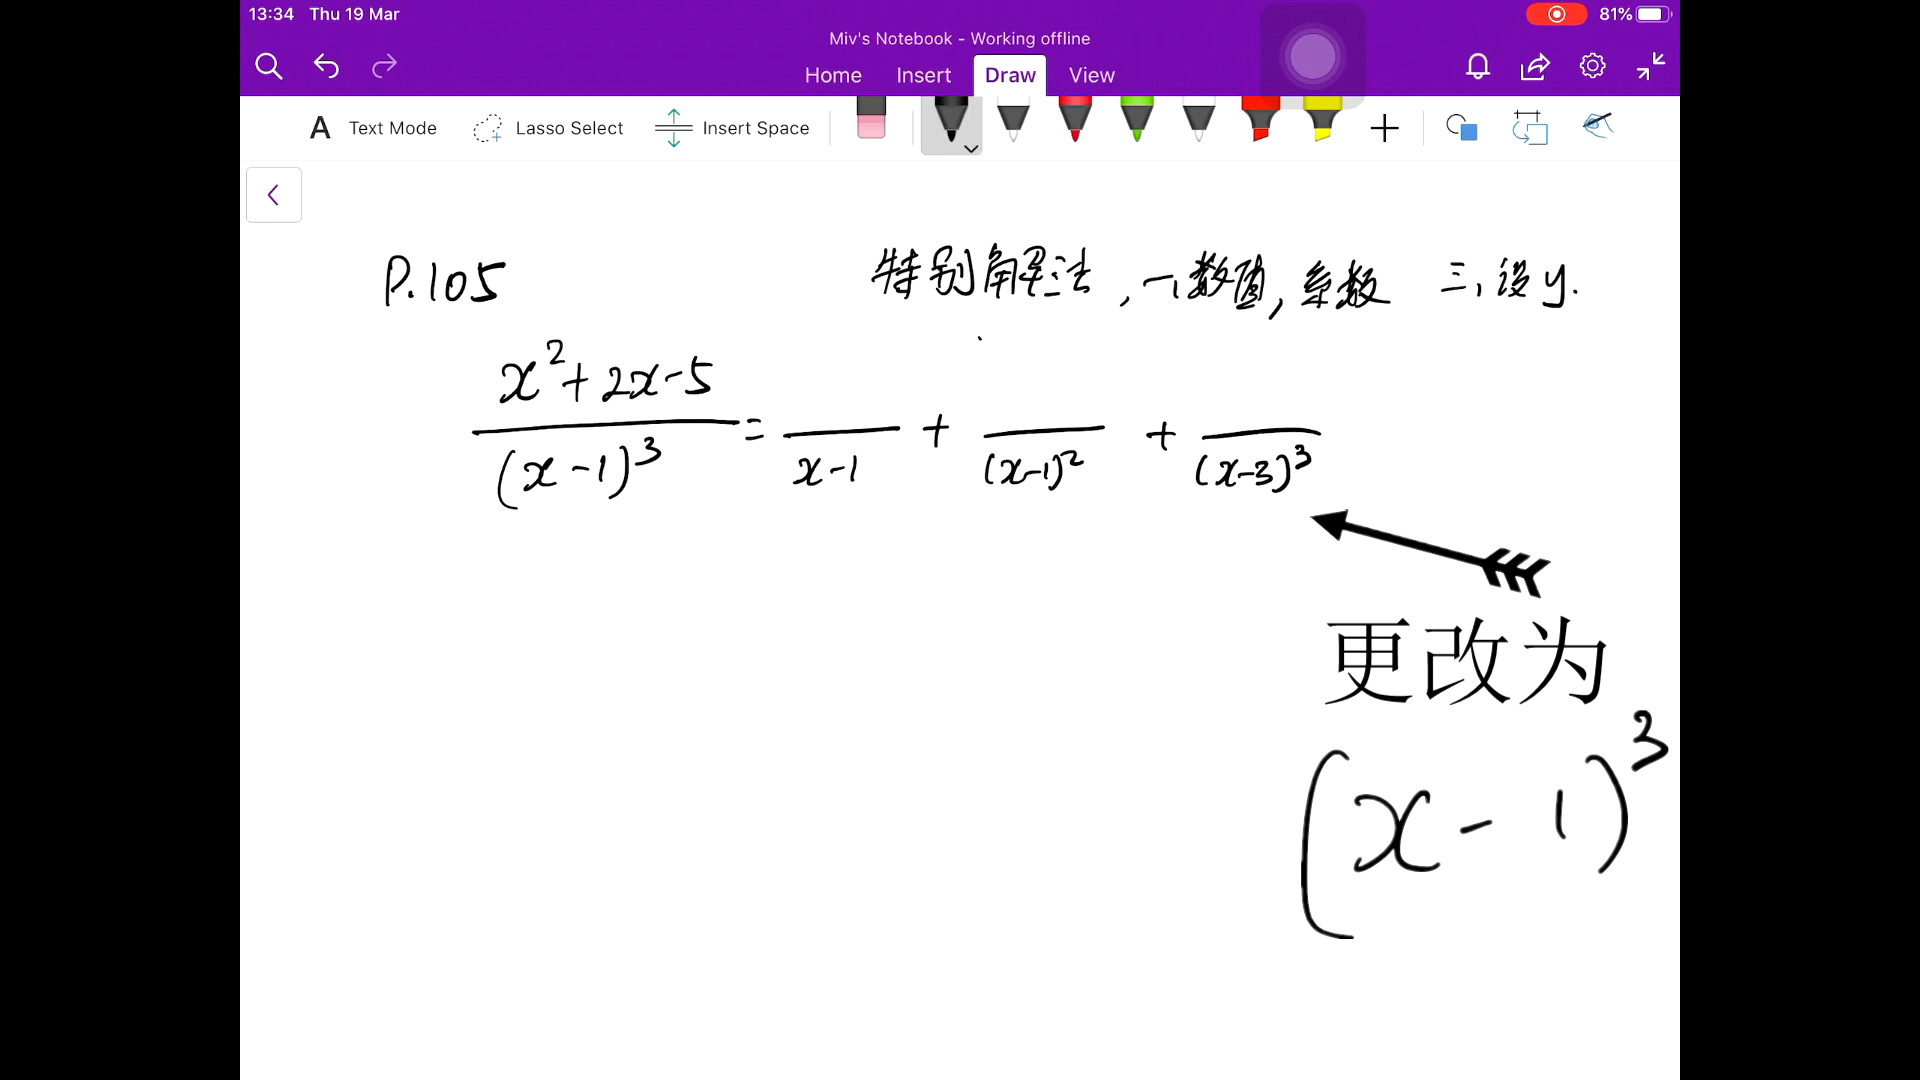 13:34 Thu 19 Mar 81%
Miv's Notebook - Working offline
Home Insert Draw View
A Text Mode Lasso Select Insert Space
P.105 特别解法, 一、数值, 系数 三、设y.
x²+2x-5
——— = ——— + ——— + ———
(x-1)³ x-1 (x-1)² (x-3)³
更改为
(x-1)³